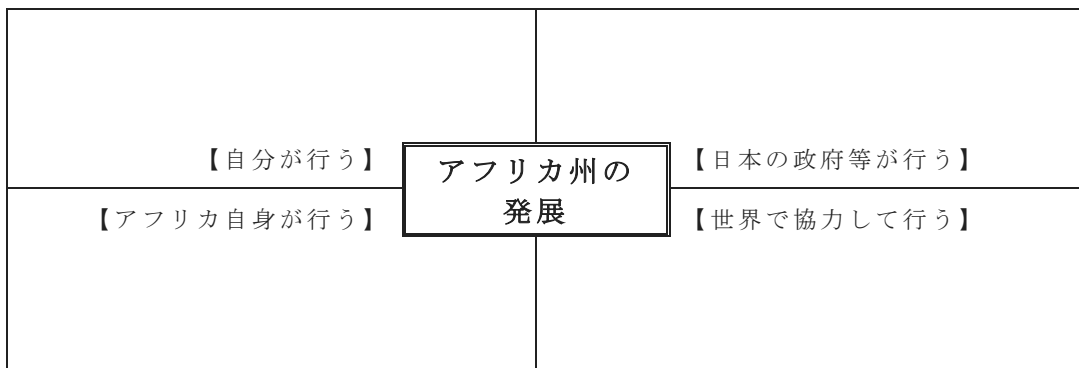 【自分が行う】
アフリカ州の
発展
【日本の政府等が行う】
【アフリカ自身が行う】
【世界で協力して行う】